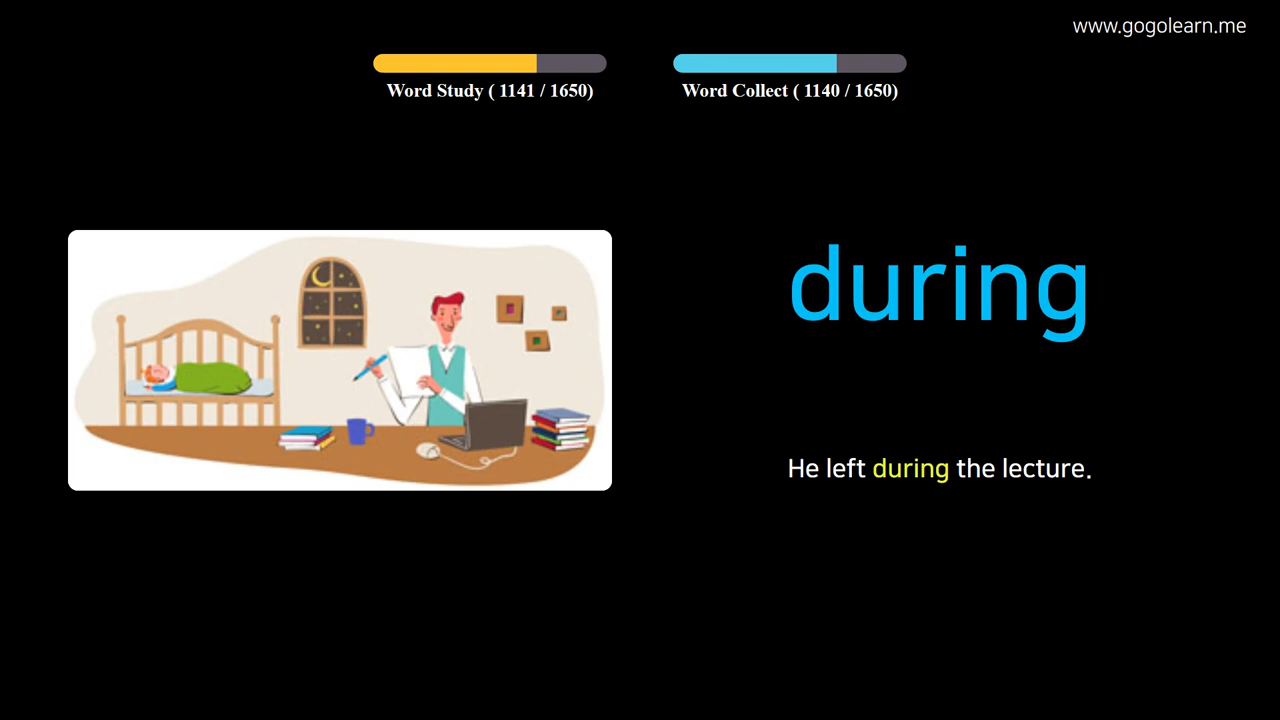 www.gogolearn.me
Word Study ( 1141 / 1650)
Word Collect ( 1140 / 1650)
during
He left during the lecture.